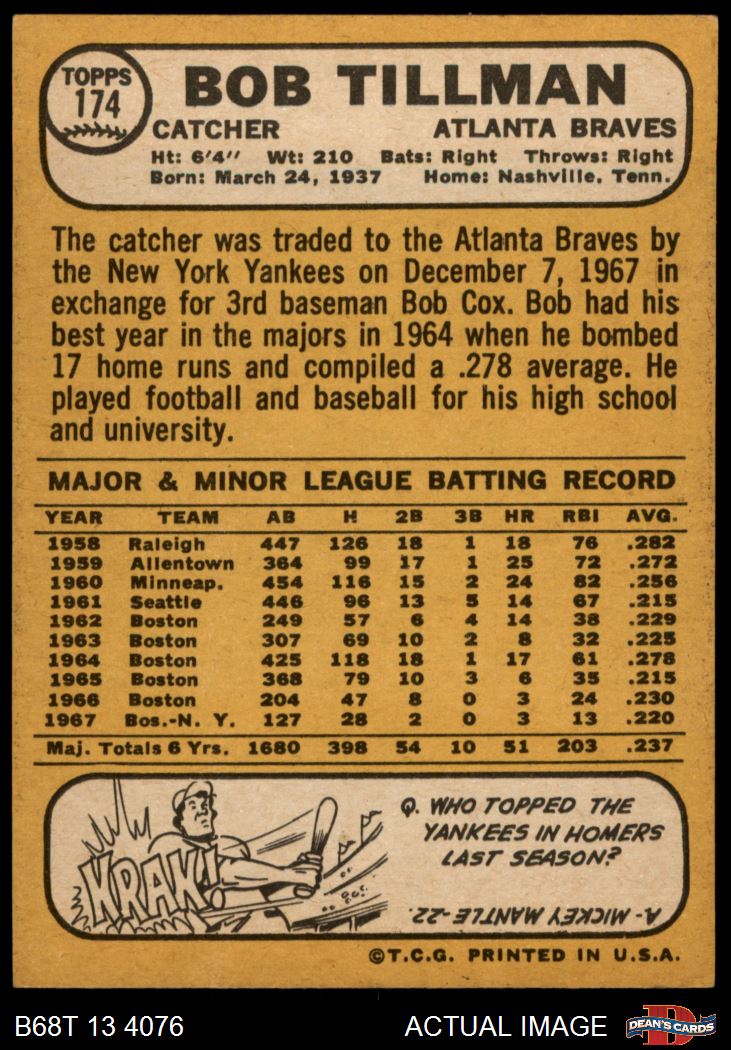 TOPPS
174
BOB TILLMAN
CATCHER ATLANTA BRAVES
Ht: 6'4" Wt: 210 Bats: Right Throws: Right
Born: March 24, 1937 Home: Nashville, Tenn.
The catcher was traded to the Atlanta Braves by
the New York Yankees on December 7, 1967 in
exchange for 3rd baseman Bob Cox. Bob had his
best year in the majors in 1964 when he bombed
17 home runs and compiled a .278 average. He
played football and baseball for his high school
and university.
MAJOR & MINOR LEAGUE BATTING RECORD
YEAR TEAM AB H 2B 3B HR RBI AVG.
1958 Raleigh 447 126 18 1 18 76 .282
1959 Allentown 364 99 17 1 25 72 .272
1960 Minneap. 454 116 15 2 24 82 .256
1961 Seattle 446 96 13 5 14 67 .215
1962 Boston 249 57 6 4 14 38 .229
1963 Boston 307 69 10 2 8 32 .225
1964 Boston 425 118 18 1 17 61 .278
1965 Boston 368 79 10 3 6 35 .215
1966 Boston 204 47 8 0 3 24 .230
1967 Bos.-N. Y. 127 28 2 0 3 13 .220
Maj. Totals 6 Yrs. 1680 398 54 10 51 203 .237
KRAK!
Q. WHO TOPPED THE
YANKEES IN HOMERS
LAST SEASON?
A- MICKEY MANTLE-22.
©T.C.G. PRINTED IN U.S.A.
B68T 13 4076 ACTUAL IMAGE D DEAN'S CARDS